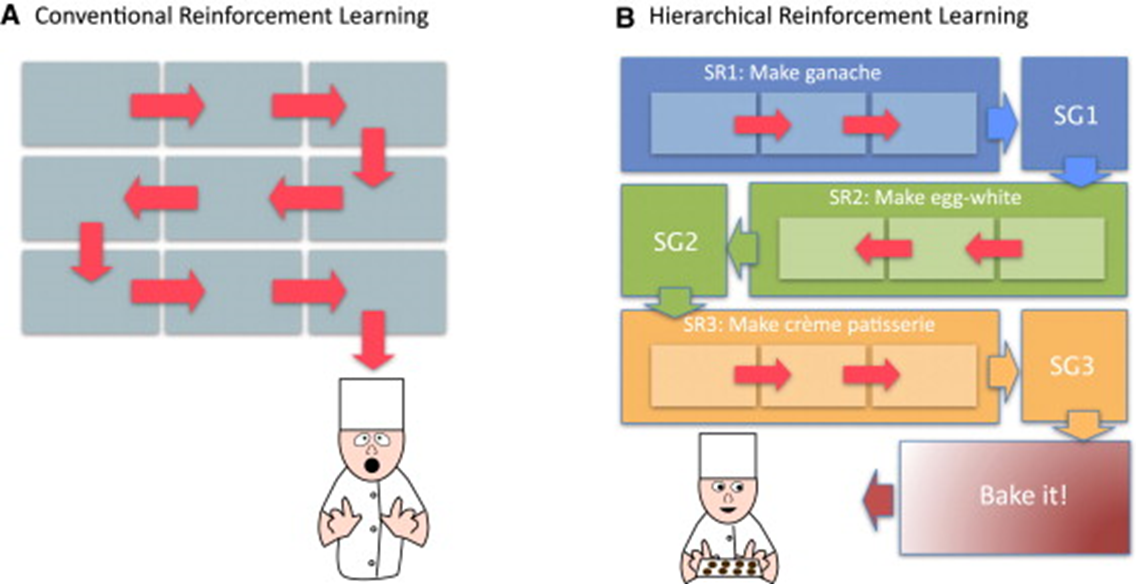 A Conventional Reinforcement Learning
B Hierarchical Reinforcement Learning
SR1: Make ganache
SG1
SR2: Make egg-white
SG2
SR3: Make crème patisserie
SG3
Bake it!